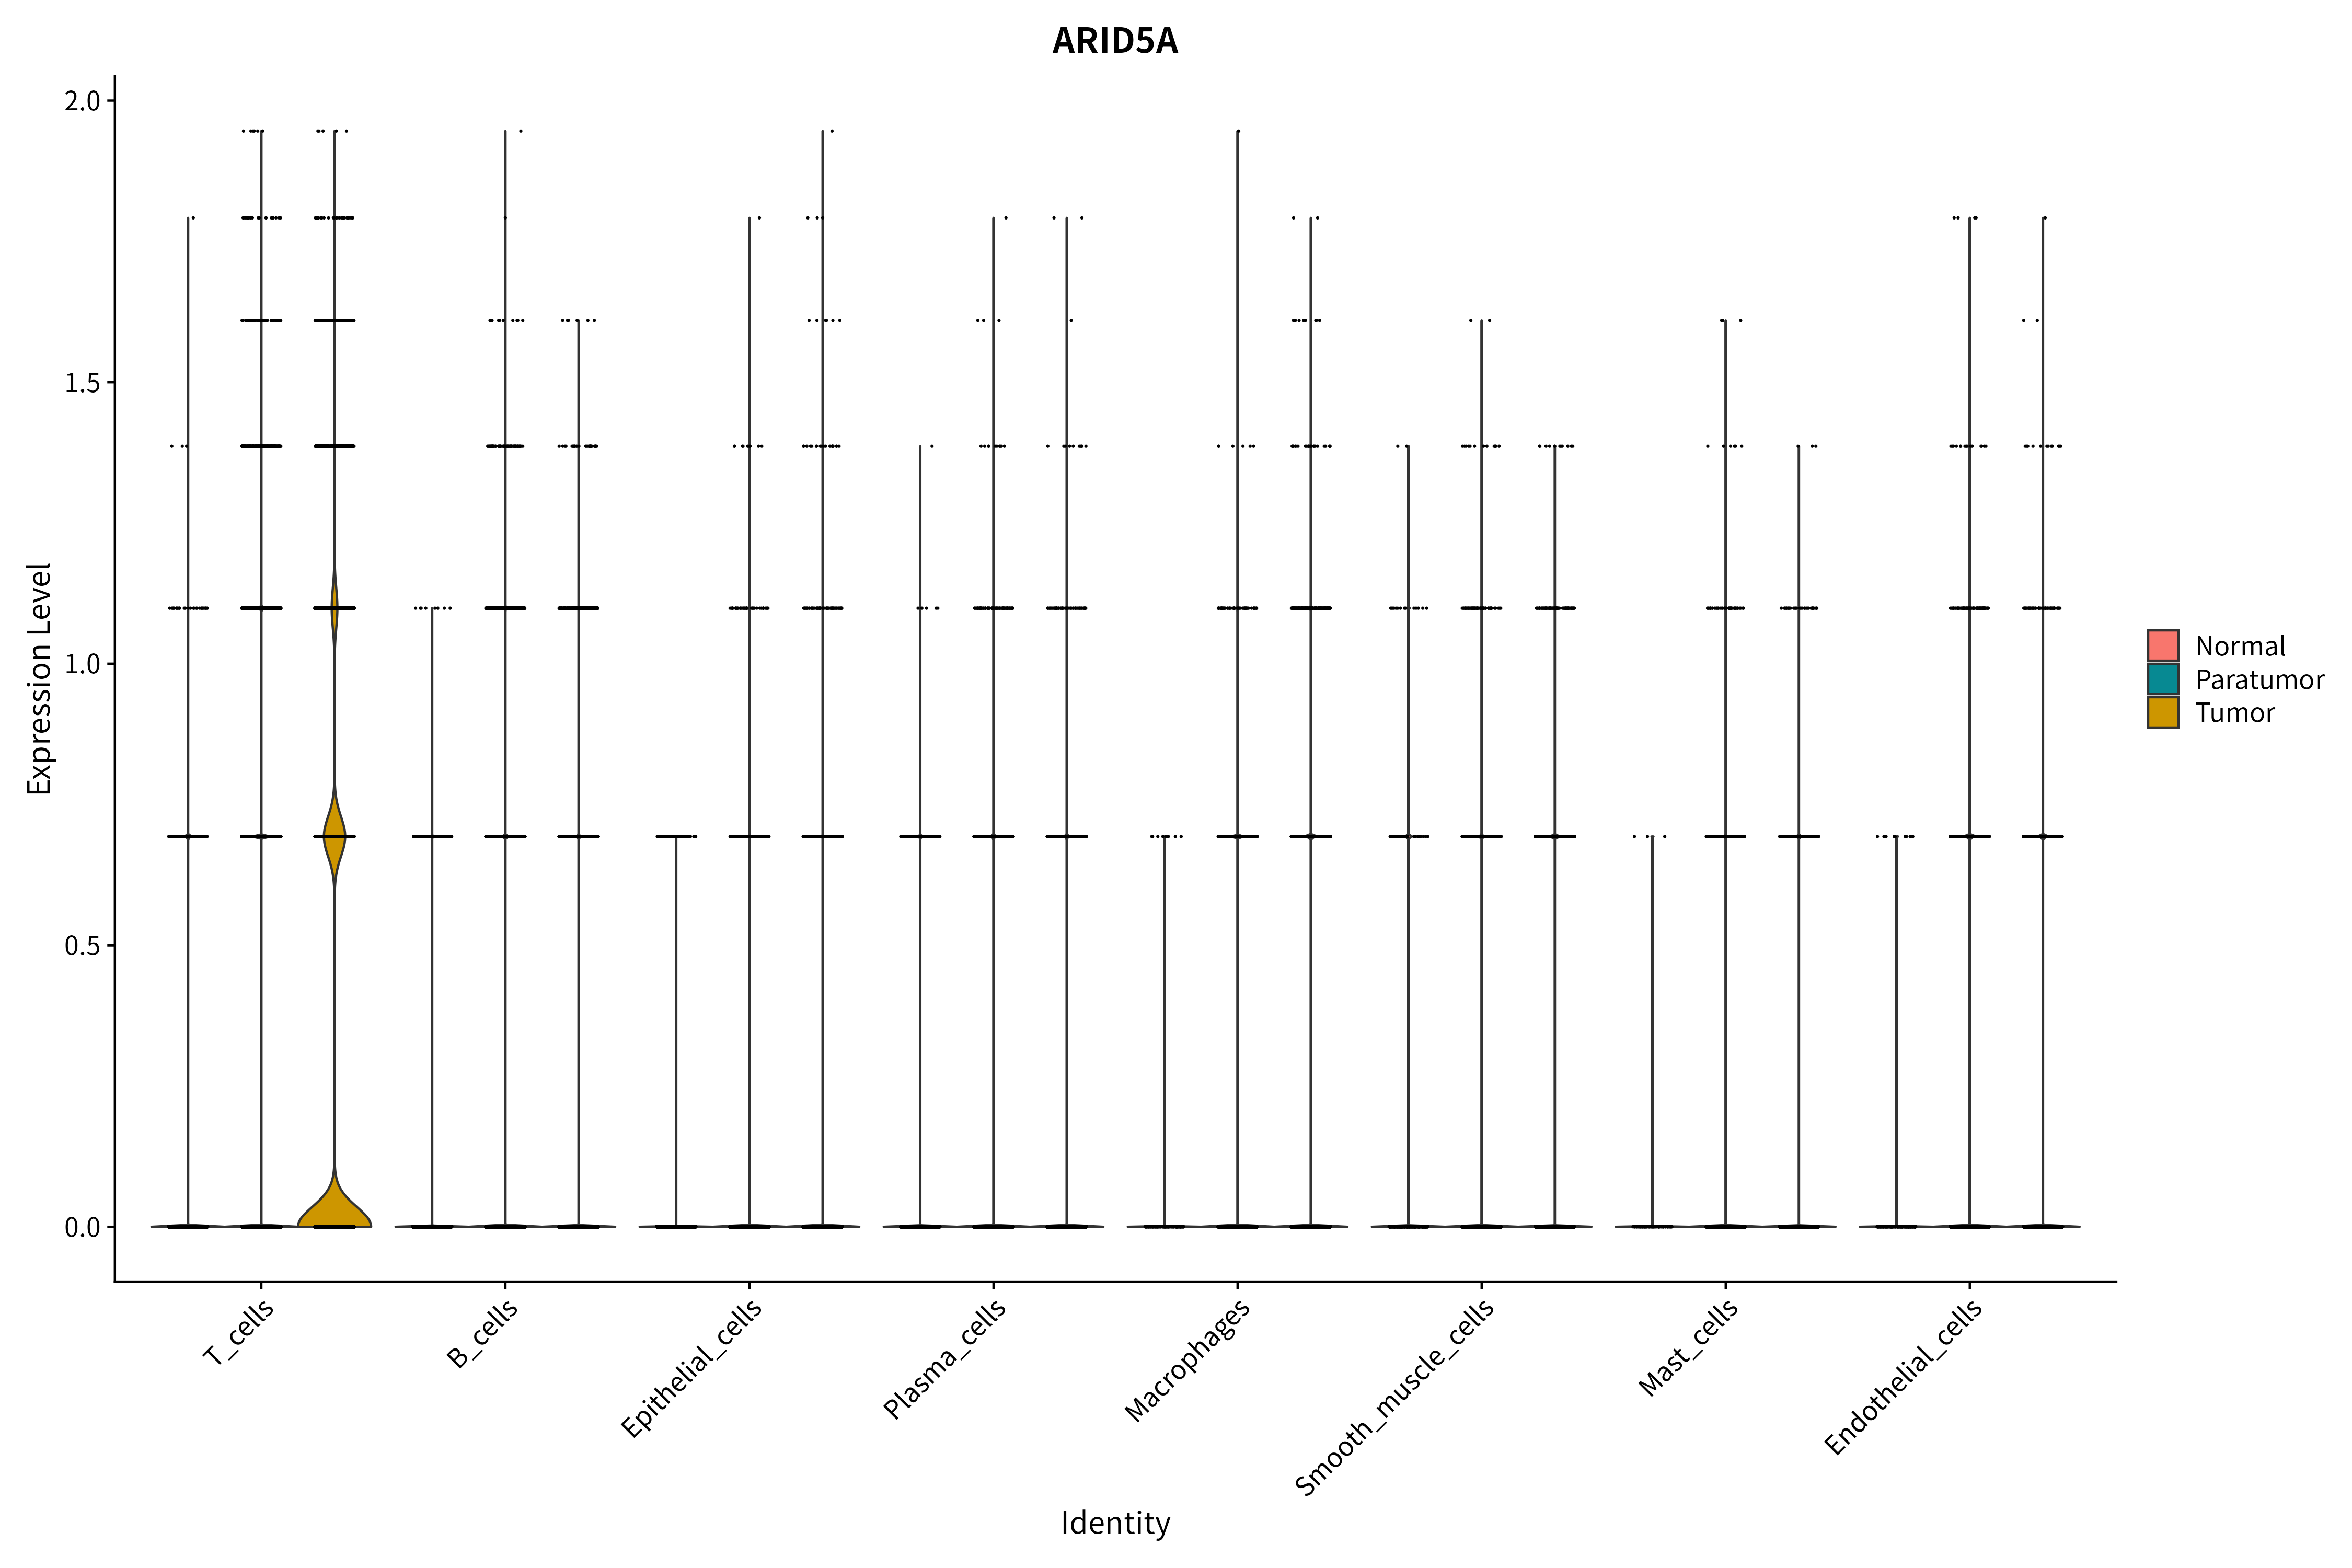 ARID5A
Expression Level
2.0
1.5
1.0
0.5
0.0
T_cells
B_cells
Epithelial_cells
Plasma_cells
Macrophages
Smooth_muscle_cells
Mast_cells
Endothelial_cells
Identity
Normal
Paratumor
Tumor